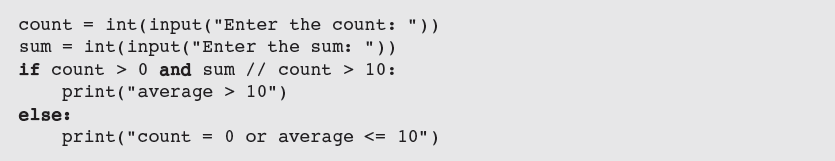 count = int(input("Enter the count: "))
sum = int(input("Enter the sum: "))
if count > 0 and sum // count > 10:
    print("average > 10")
else:
    print("count = 0 or average <= 10")